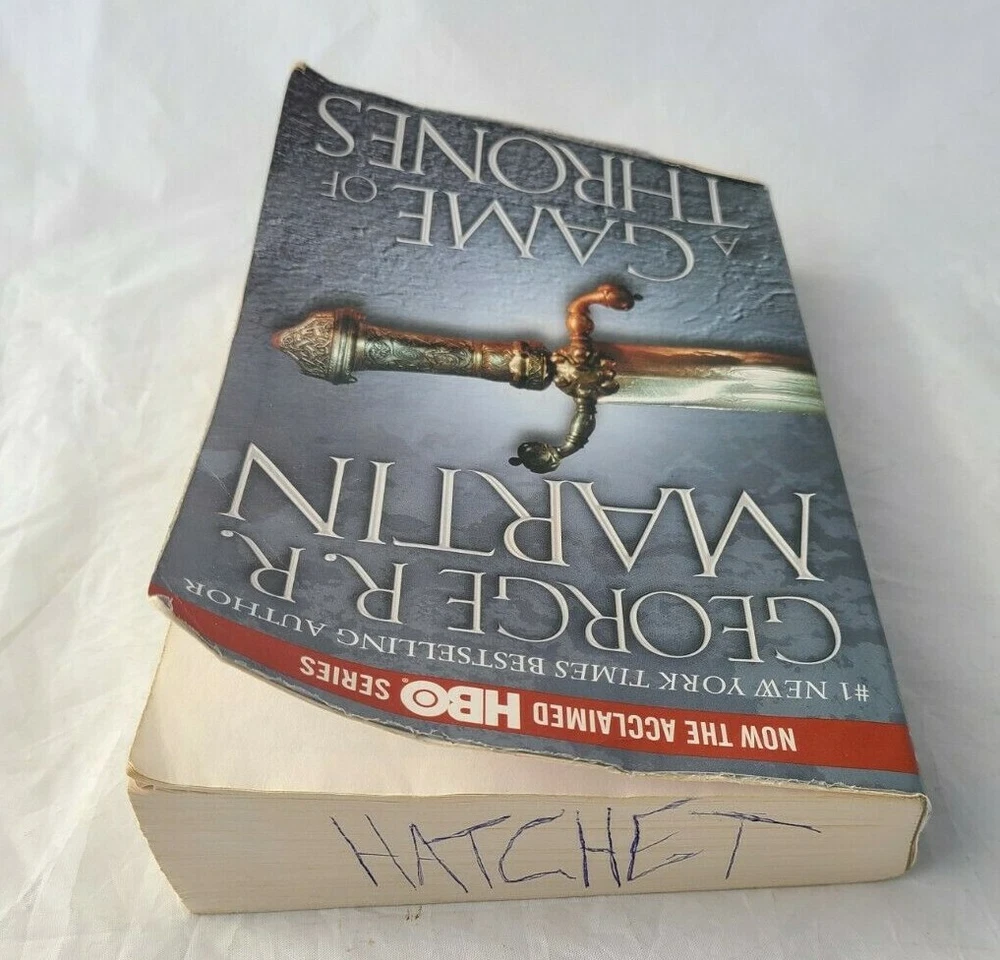 NOW THE ACCLAIMED HBO® SERIES
#1 NEW YORK TIMES BESTSELLING AUTHOR
GEORGE R. R.
MARTIN
A GAME OF
THRONES
HATCHET